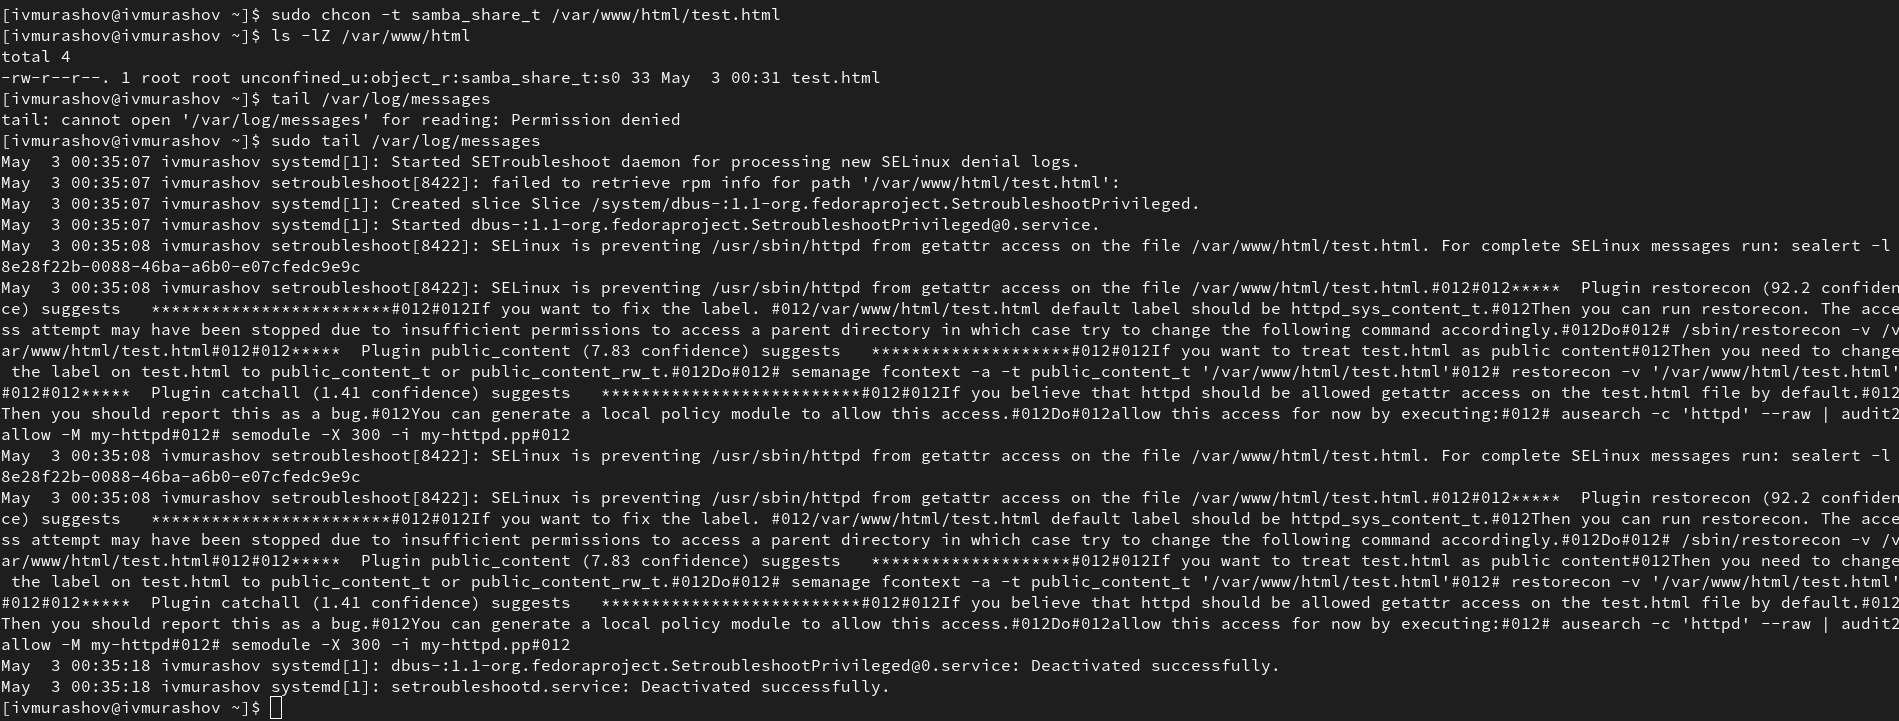 [ivmurashov@ivmurashov ~]$ sudo chcon -t samba_share_t /var/www/html/test.html
[ivmurashov@ivmurashov ~]$ ls -lZ /var/www/html
total 4
-rw-r--r--. 1 root root unconfined_u:object_r:samba_share_t:s0 33 May  3 00:31 test.html
[ivmurashov@ivmurashov ~]$ tail /var/log/messages
tail: cannot open '/var/log/messages' for reading: Permission denied
[ivmurashov@ivmurashov ~]$ sudo tail /var/log/messages
May  3 00:35:07 ivmurashov systemd[1]: Started SETroubleshoot daemon for processing new SELinux denial logs.
May  3 00:35:07 ivmurashov setroubleshoot[8422]: failed to retrieve rpm info for path '/var/www/html/test.html':
May  3 00:35:07 ivmurashov systemd[1]: Created slice Slice /system/dbus-:1.1-org.fedoraproject.SetroubleshootPrivileged.
May  3 00:35:07 ivmurashov systemd[1]: Started dbus-:1.1-org.fedoraproject.SetroubleshootPrivileged@0.service.
May  3 00:35:08 ivmurashov setroubleshoot[8422]: SELinux is preventing /usr/sbin/httpd from getattr access on the file /var/www/html/test.html. For complete SELinux messages run: sealert -l
8e28f22b-0088-46ba-a6b0-e07cfedc9e9c
May  3 00:35:08 ivmurashov setroubleshoot[8422]: SELinux is preventing /usr/sbin/httpd from getattr access on the file /var/www/html/test.html.#012#012*****  Plugin restorecon (92.2 confiden
ce) suggests   ************************#012#012If you want to fix the label. #012/var/www/html/test.html default label should be httpd_sys_content_t.#012Then you can run restorecon. The acce
ss attempt may have been stopped due to insufficient permissions to access a parent directory in which case try to change the following command accordingly.#012Do#012# /sbin/restorecon -v /v
ar/www/html/test.html#012#012*****  Plugin public_content (7.83 confidence) suggests   ********************#012#012If you want to treat test.html as public content#012Then you need to change
 the label on test.html to public_content_t or public_content_rw_t.#012Do#012# semanage fcontext -a -t public_content_t '/var/www/html/test.html'#012# restorecon -v '/var/www/html/test.html'
#012#012*****  Plugin catchall (1.41 confidence) suggests   **************************#012#012If you believe that httpd should be allowed getattr access on the test.html file by default.#012
Then you should report this as a bug.#012You can generate a local policy module to allow this access.#012Do#012allow this access for now by executing:#012# ausearch -c 'httpd' --raw | audit2
allow -M my-httpd#012# semodule -X 300 -i my-httpd.pp#012
May  3 00:35:08 ivmurashov setroubleshoot[8422]: SELinux is preventing /usr/sbin/httpd from getattr access on the file /var/www/html/test.html. For complete SELinux messages run: sealert -l
8e28f22b-0088-46ba-a6b0-e07cfedc9e9c
May  3 00:35:08 ivmurashov setroubleshoot[8422]: SELinux is preventing /usr/sbin/httpd from getattr access on the file /var/www/html/test.html.#012#012*****  Plugin restorecon (92.2 confiden
ce) suggests   ************************#012#012If you want to fix the label. #012/var/www/html/test.html default label should be httpd_sys_content_t.#012Then you can run restorecon. The acce
ss attempt may have been stopped due to insufficient permissions to access a parent directory in which case try to change the following command accordingly.#012Do#012# /sbin/restorecon -v /v
ar/www/html/test.html#012#012*****  Plugin public_content (7.83 confidence) suggests   ********************#012#012If you want to treat test.html as public content#012Then you need to change
 the label on test.html to public_content_t or public_content_rw_t.#012Do#012# semanage fcontext -a -t public_content_t '/var/www/html/test.html'#012# restorecon -v '/var/www/html/test.html'
#012#012*****  Plugin catchall (1.41 confidence) suggests   **************************#012#012If you believe that httpd should be allowed getattr access on the test.html file by default.#012
Then you should report this as a bug.#012You can generate a local policy module to allow this access.#012Do#012allow this access for now by executing:#012# ausearch -c 'httpd' --raw | audit2
allow -M my-httpd#012# semodule -X 300 -i my-httpd.pp#012
May  3 00:35:18 ivmurashov systemd[1]: dbus-:1.1-org.fedoraproject.SetroubleshootPrivileged@0.service: Deactivated successfully.
May  3 00:35:18 ivmurashov systemd[1]: setroubleshootd.service: Deactivated successfully.
[ivmurashov@ivmurashov ~]$